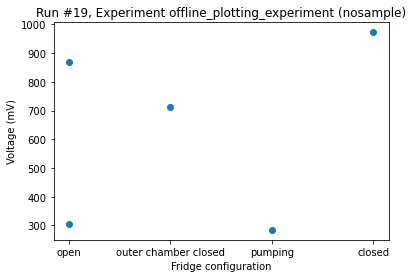 Run #19, Experiment offline_plotting_experiment (nosample)
1000
900
800
700
600
500
400
300
Voltage (mV)
open
outer chamber closed
pumping
closed
Fridge configuration